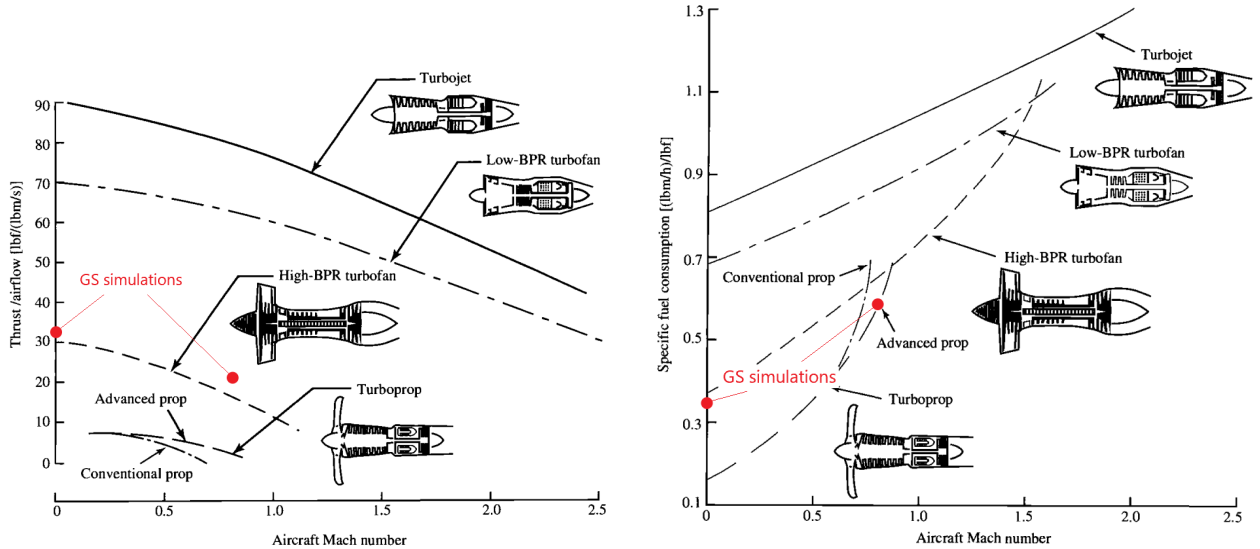 Turbojet
90
80
Low-BPR turbofan
70
60
50
GS simulations
High-BPR turbofan
40
30
20
Advanced prop
Turboprop
10
0
Conventional prop
Thrust /airflow [lbf/(lbm/s)]
0
0.5
1.0
1.5
2.0
2.5
Aircraft Mach number
1.3
Turbojet
1.1
Low-BPR turbofan
0.9
High-BPR turbofan
0.7
Conventional prop
0.5
Advanced prop
GS simulations
Turboprop
0.3
0.1
Specific fuel consumption [(lbm/h)/lbf]
0
0.5
1.0
1.5
2.0
2.5
Aircraft Mach number